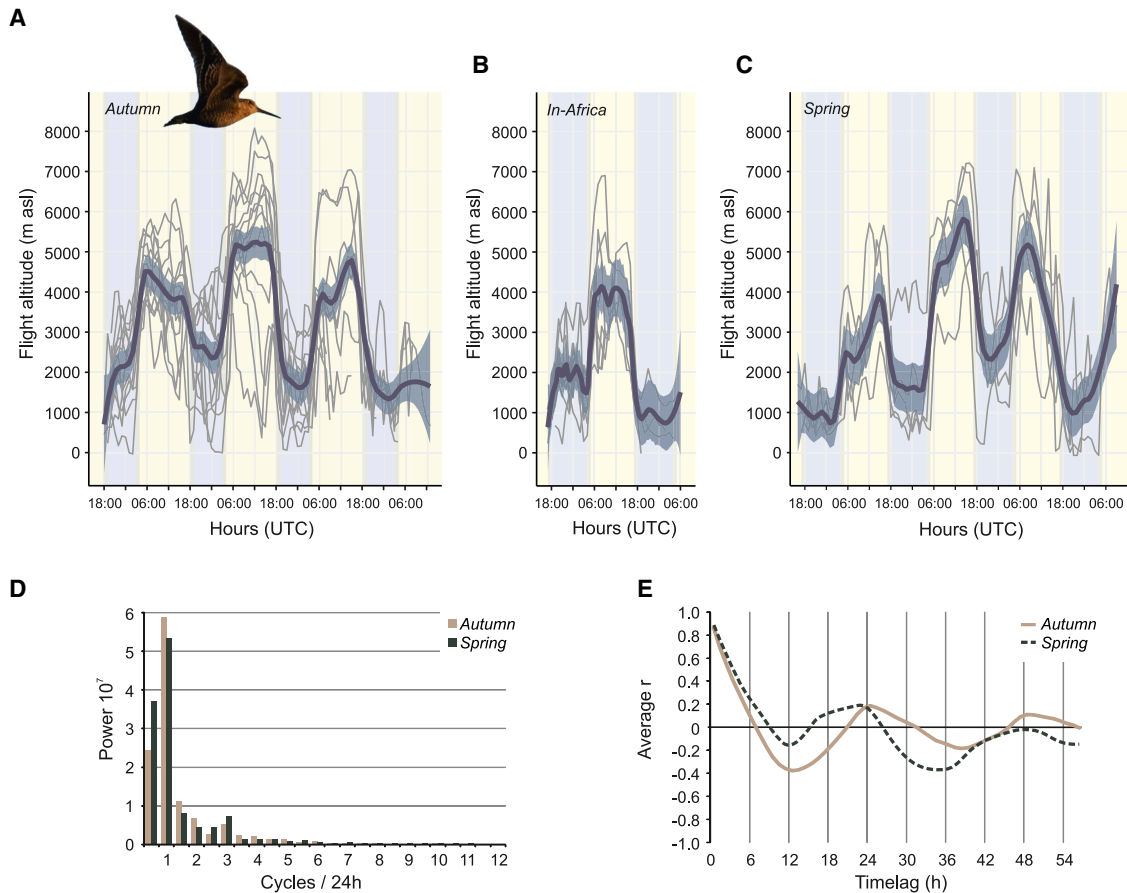 A
B
C
Autumn
In-Africa
Spring
Flight altitude (m asl)
8000
7000
6000
5000
4000
3000
2000
1000
0
18:00 06:00 18:00 06:00 18:00 06:00 18:00 06:00
Hours (UTC)
Flight altitude (m asl)
8000
7000
6000
5000
4000
3000
2000
1000
0
18:00 06:00 18:00 06:00
Hours (UTC)
Flight altitude (m asl)
8000
7000
6000
5000
4000
3000
2000
1000
0
18:00 06:00 18:00 06:00 18:00 06:00 18:00 06:00
Hours (UTC)
D
Power 10⁷
6
5
4
3
2
1
0
Autumn
Spring
1 2 3 4 5 6 7 8 9 10 11 12
Cycles / 24h
E
Average r
1.0
0.8
0.6
0.4
0.2
0
-0.2
-0.4
-0.6
-0.4
-0.8
-1.0
Autumn
Spring
0 6 12 18 24 30 36 42 48 54
Timelag (h)